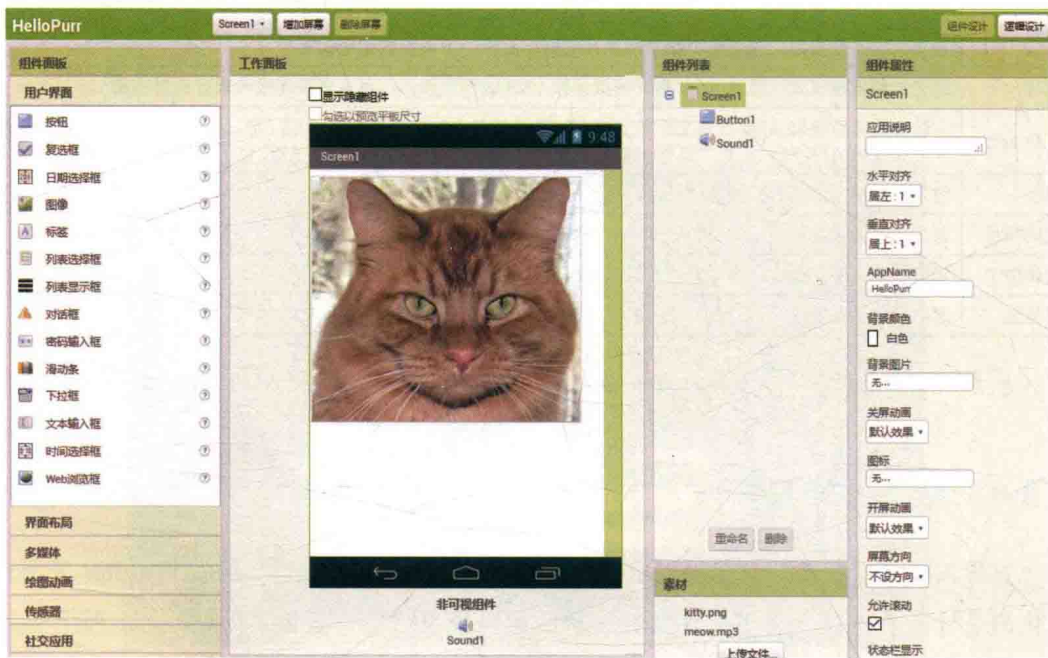 HelloPurr
Screen1
增加屏幕
删除屏幕
组件设计
逻辑设计
组件面板
用户界面
按钮
复选框
日期选择框
图像
标签
列表选择框
列表显示框
对话框
密码输入框
滑动条
下拉框
文本输入框
时间选择框
Web浏览框
界面布局
多媒体
绘图动画
传感器
社交应用
工作面板
显示隐藏组件
勾选以预览平板尺寸
9:48
Screen1
非可视组件
Sound1
组件列表
Screen1
Button1
Sound1
重命名
删除
素材
kitty.png
meow.mp3
上传文件...
组件属性
Screen1
应用说明
水平对齐
居左:1
垂直对齐
居上:1
AppName
HelloPurr
背景颜色
白色
背景图片
无...
关屏动画
默认效果
图标
无...
开屏动画
默认效果
屏幕方向
不设方向
允许滚动
状态栏显示